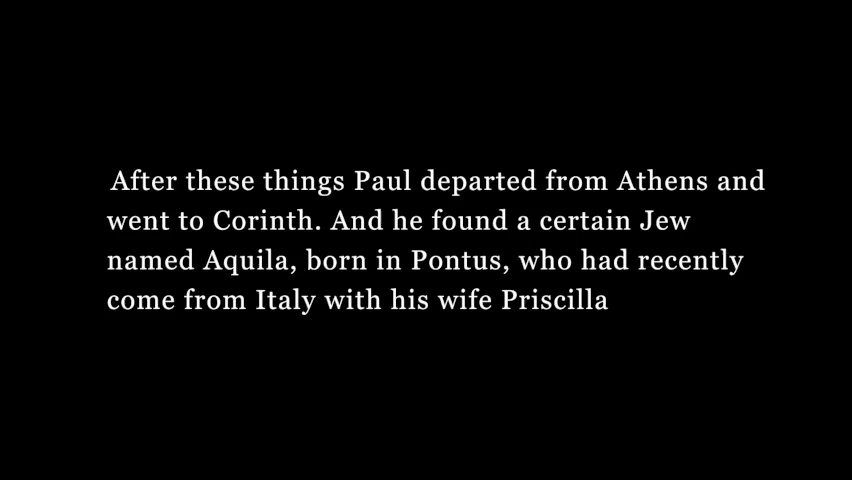 After these things Paul departed from Athens and
went to Corinth. And he found a certain Jew
named Aquila, born in Pontus, who had recently
come from Italy with his wife Priscilla